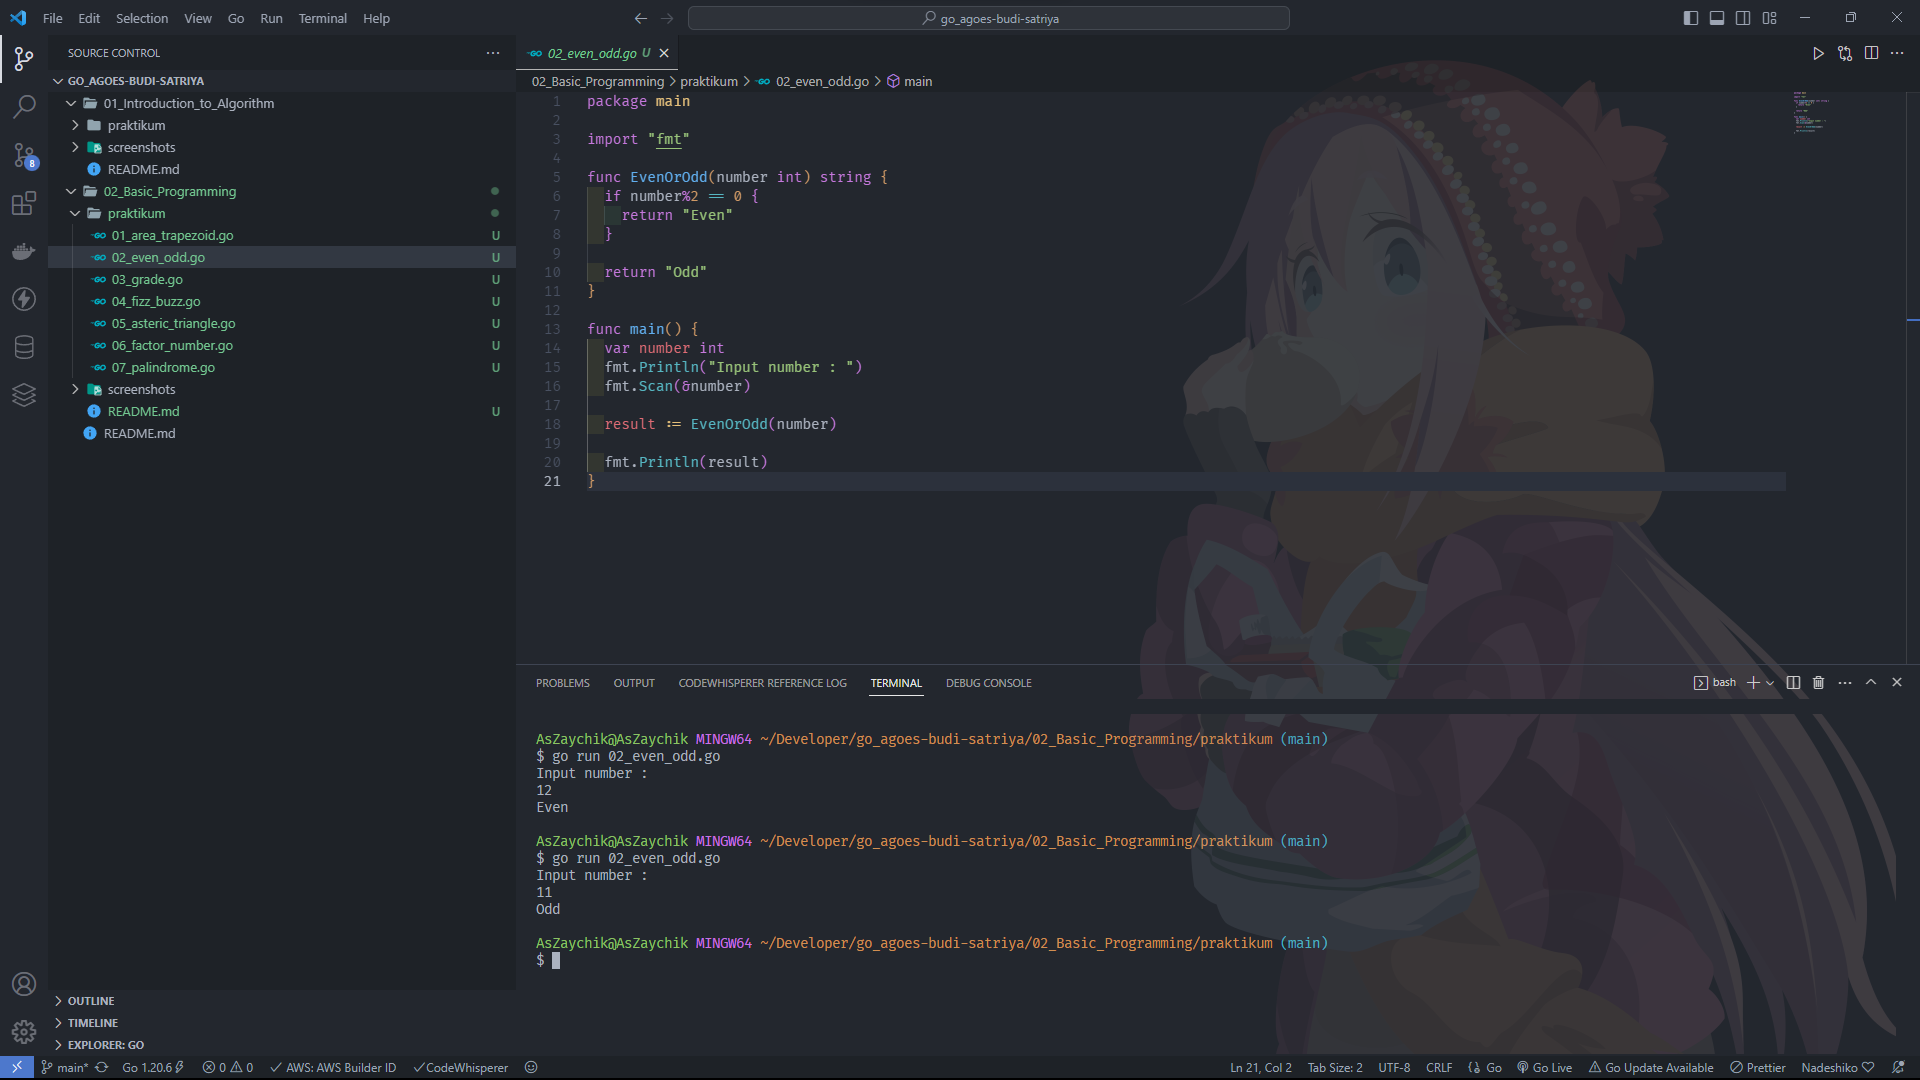 File Edit Selection View Go Run Terminal Help
go_agoes-budi-satriya
SOURCE CONTROL
GO_AGOES-BUDI-SATRIYA
01_Introduction_to_Algorithm
praktikum
screenshots
README.md
02_Basic_Programming
praktikum
01_area_trapezoid.go U
02_even_odd.go U
03_grade.go U
04_fizz_buzz.go U
05_asteric_triangle.go U
06_factor_number.go U
07_palindrome.go U
screenshots
README.md U
README.md
8
OUTLINE
TIMELINE
EXPLORER: GO
02_even_odd.go U
02_Basic_Programming > praktikum > 02_even_odd.go > main
1 package main
2
3 import "fmt"
4
5 func EvenOrOdd(number int) string {
6 if number%2 == 0 {
7 return "Even"
8 }
9
10 return "Odd"
11 }
12
13 func main() {
14 var number int
15 fmt.Println("Input number : ")
16 fmt.Scan(&number)
17
18 result := EvenOrOdd(number)
19
20 fmt.Println(result)
21 }
PROBLEMS OUTPUT CODEWHISPERER REFERENCE LOG TERMINAL DEBUG CONSOLE
bash
AsZaychik@AsZaychik MINGW64 ~/Developer/go_agoes-budi-satriya/02_Basic_Programming/praktikum (main)
$ go run 02_even_odd.go
Input number :
12
Even
AsZaychik@AsZaychik MINGW64 ~/Developer/go_agoes-budi-satriya/02_Basic_Programming/praktikum (main)
$ go run 02_even_odd.go
Input number :
11
Odd
AsZaychik@AsZaychik MINGW64 ~/Developer/go_agoes-budi-satriya/02_Basic_Programming/praktikum (main)
$
main* Go 1.20.6 0 0 AWS: AWS Builder ID CodeWhisperer Ln 21, Col 2 Tab Size: 2 UTF-8 CRLF Go Go Live Go Update Available Prettier Nadeshiko